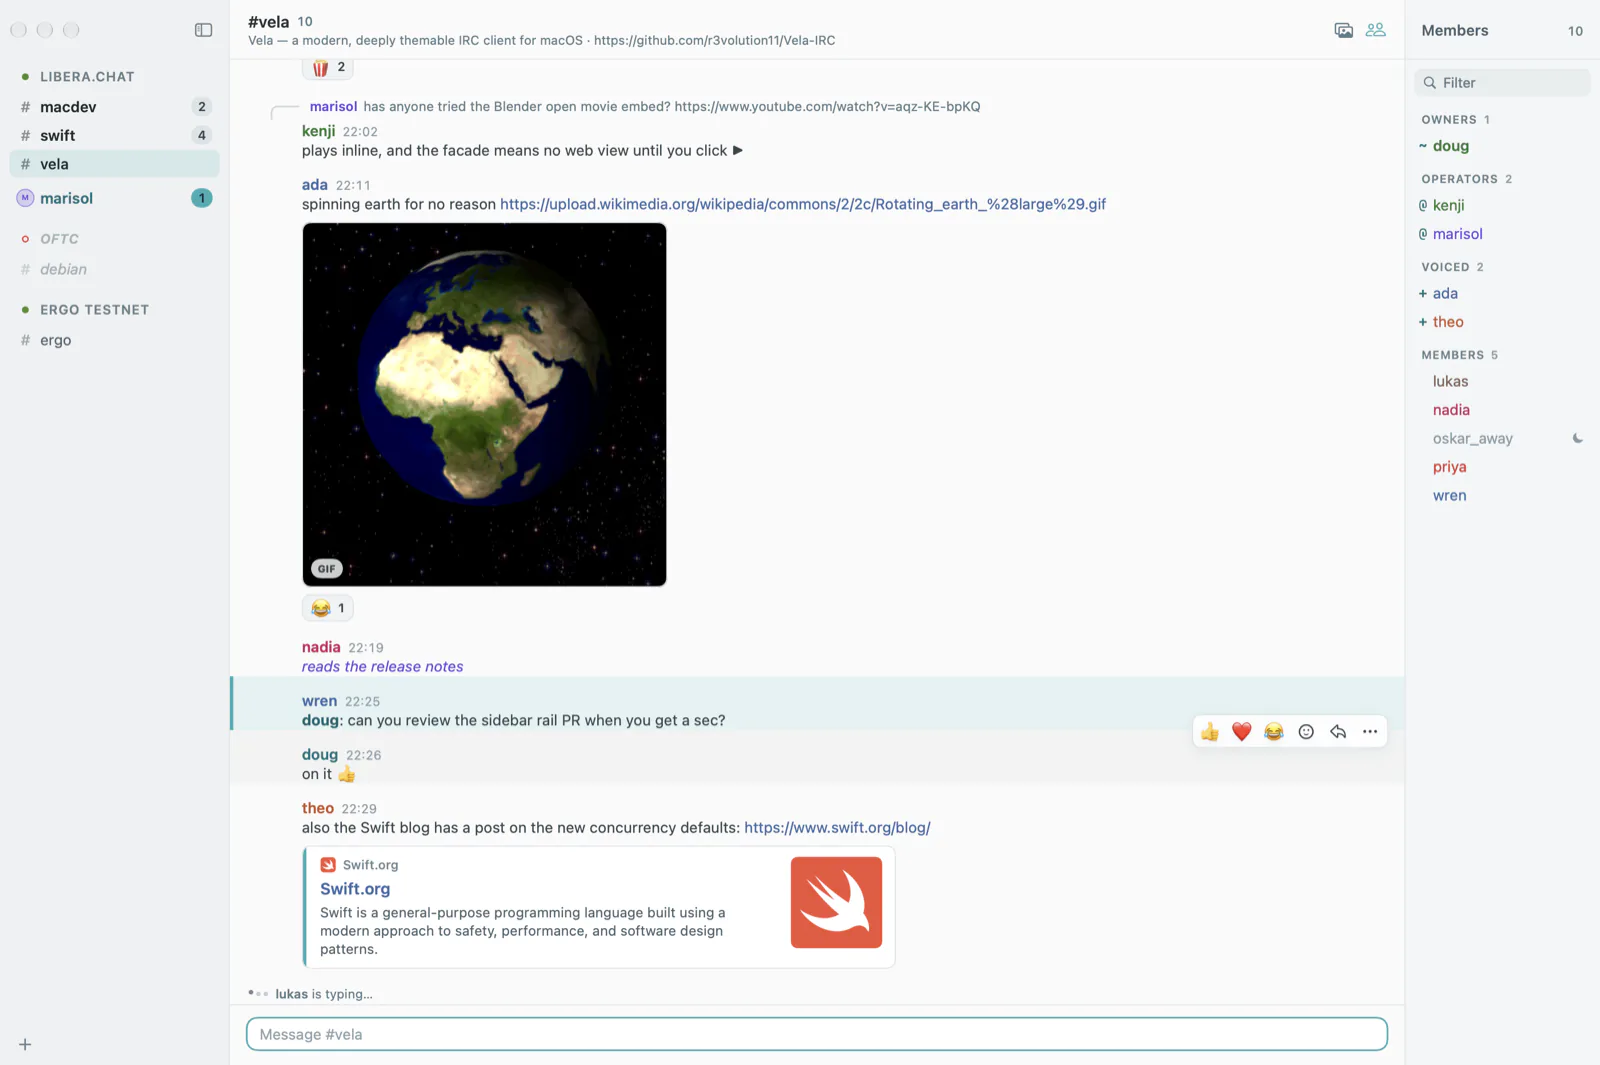 LIBERA.CHAT
# macdev 2
# swift 4
# vela
M marisol 1
OFTC
# debian
ERGO TESTNET
# ergo
+
#vela 10
Vela — a modern, deeply themable IRC client for macOS · https://github.com/r3volution11/Vela-IRC
🍿 2
marisol has anyone tried the Blender open movie embed? https://www.youtube.com/watch?v=aqz-KE-bpKQ
kenji 22:02
plays inline, and the facade means no web view until you click ▶
ada 22:11
spinning earth for no reason https://upload.wikimedia.org/wikipedia/commons/2/2c/Rotating_earth_%28large%29.gif
GIF
😂 1
nadia 22:19
reads the release notes
wren 22:25
doug: can you review the sidebar rail PR when you get a sec?
doug 22:26
on it 👍
theo 22:29
also the Swift blog has a post on the new concurrency defaults: https://www.swift.org/blog/
Swift.org
Swift.org
Swift is a general-purpose programming language built using a
modern approach to safety, performance, and software design
patterns.
lukas is typing…
Message #vela
Members 10
Filter
OWNERS 1
~ doug
OPERATORS 2
@ kenji
@ marisol
VOICED 2
+ ada
+ theo
MEMBERS 5
lukas
nadia
oskar_away
priya
wren